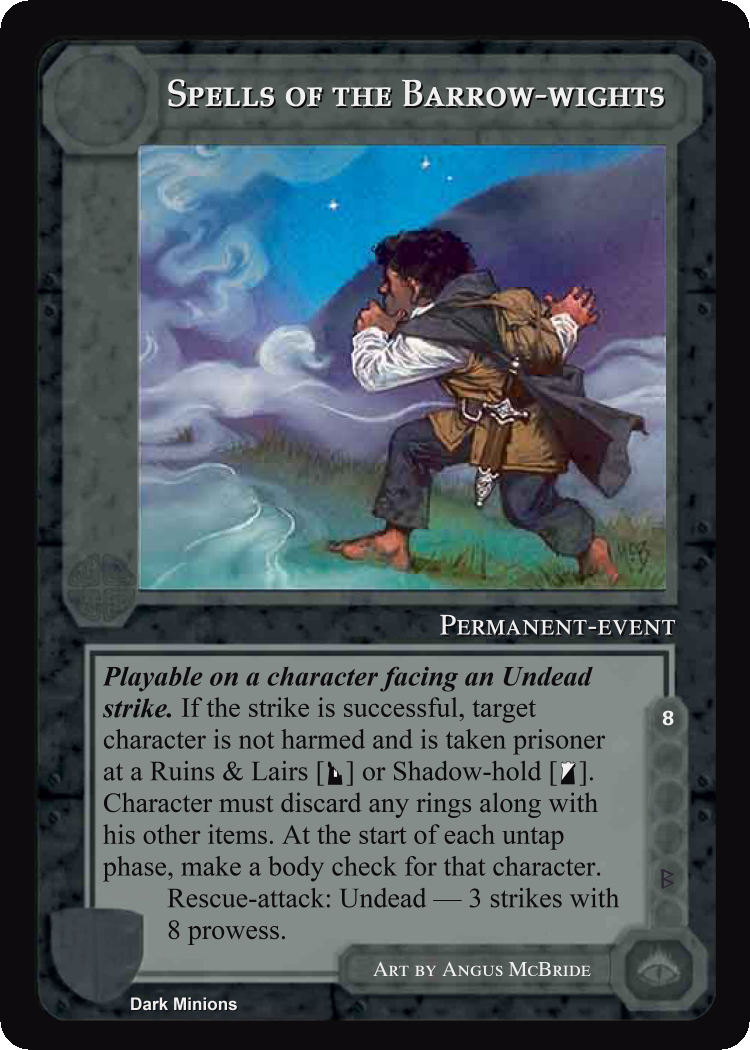 Spells of the Barrow-wights
McB
Permanent-event
Playable on a character facing an Undead
strike. If the strike is successful, target
character is not harmed and is taken prisoner
at a Ruins & Lairs [ ] or Shadow-hold [ ].
Character must discard any rings along with
his other items. At the start of each untap
phase, make a body check for that character.
Rescue-attack: Undead — 3 strikes with
8 prowess.
8
B
Art by Angus McBride
Dark Minions